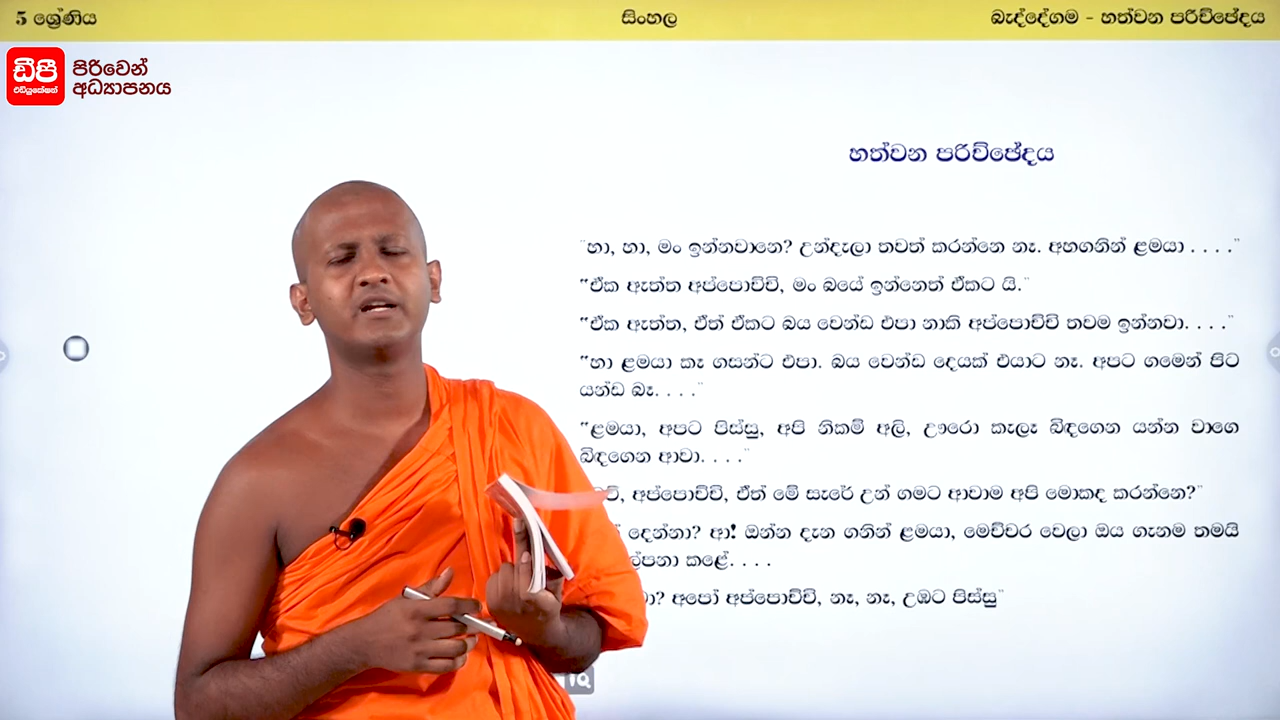 5 ශ්‍රේණිය
සිංහල
බැද්දේගම - හත්වන පරිච්ඡේදය
ඩීපී
එඩියුකේෂන්
පිරිවෙන්
අධ්‍යාපනය
හත්වන පරිච්ඡේදය
"හා, හා, මං ඉන්නවානෙ? උන්දැලා තවත් කරන්නෙ නෑ. අහගනින් ළමයා . . . ."
"ඒක ඇත්ත අප්පොච්චි, මං බයේ ඉන්නෙත් ඒකට යි."
"ඒක ඇත්ත, ඒත් ඒකට බය වෙන්ඩ එපා නාකි අප්පොච්චි තවම ඉන්නවා. . . ."
"හා ළමයා කෑ ගසන්ට එපා. බය වෙන්ඩ දෙයක් එයාට නෑ. අපට ගමෙන් පිට
යන්ඩ බෑ. . . ."
"ළමයා, අපට පිස්සු, අපි නිකම් අලි, ඌරො කැලෑ බිඳගෙන යන්න වාගෙ
බිඳගෙන ආවා. . . ."
අප්පොච්චි, ඒත් මේ සැරේ උන් ගමට ආවාම අපි මොකද කරන්නෙ?"
දෙන්නා? ආ! ඔන්න දැන ගනින් ළමයා, මෙච්චර වෙලා ඔය ගැනම තමයි
කළේ. . . .
අපෝ අප්පොච්චි, නෑ, නෑ, උඹට පිස්සු"